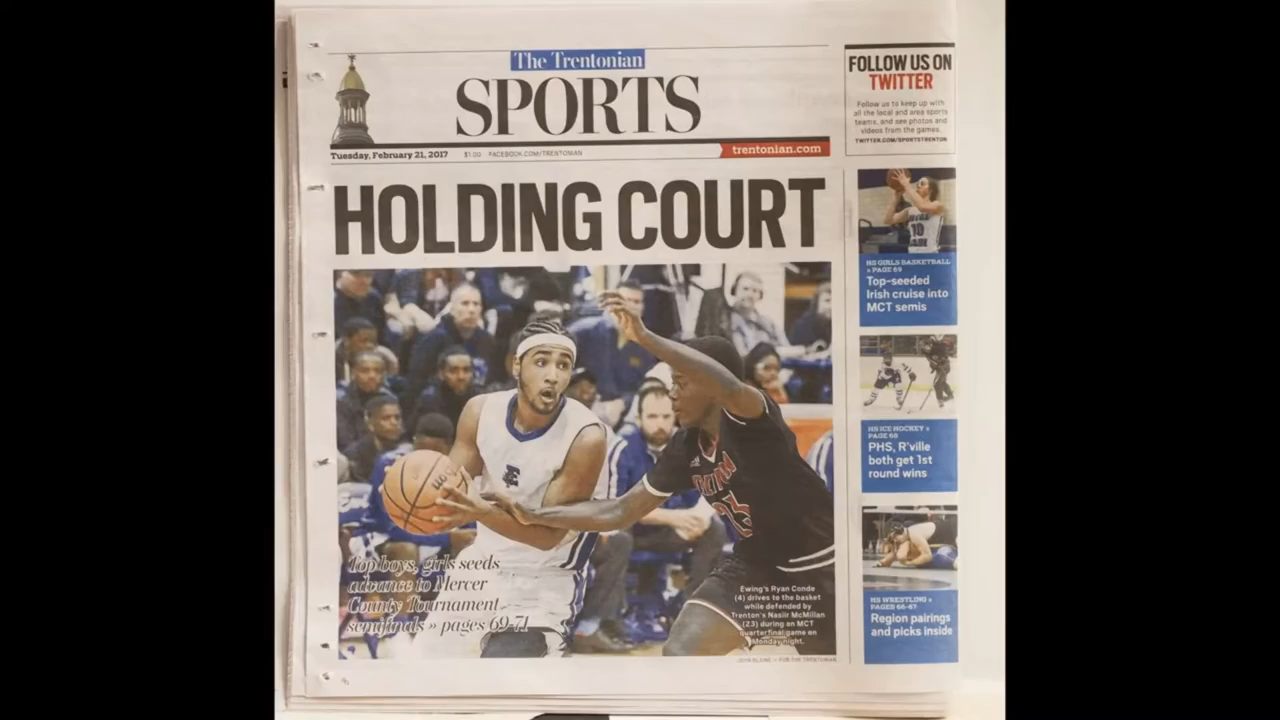 The Trentonian
SPORTS
Tuesday, February 21, 2017 $1.00 FACEBOOK.COM/TRENTONIAN
trentonian.com
FOLLOW US ON
TWITTER
Follow us to keep up with
all the local and area sports
teams, and see photos and
videos from the games.
TWITTER.COM/SPORTSTRENTON
HOLDING COURT
10
23
Top boys, girls seeds
advance to Mercer
County Tournament
semifinals » pages 69-71
Ewing's Ryan Conde
(4) drives to the basket
while defended by
Trenton's Nasiir McMillan
(23) during an MCT
quarterfinal game on
Monday night.
FOR THE TRENTONIAN
HS GIRLS BASKETBALL
» PAGE 69
Top-seeded
Irish cruise into
MCT semis
HS ICE HOCKEY »
PAGE 68
PHS, R'ville
both get 1st
round wins
HS WRESTLING »
PAGES 66-67
Region pairings
and picks inside